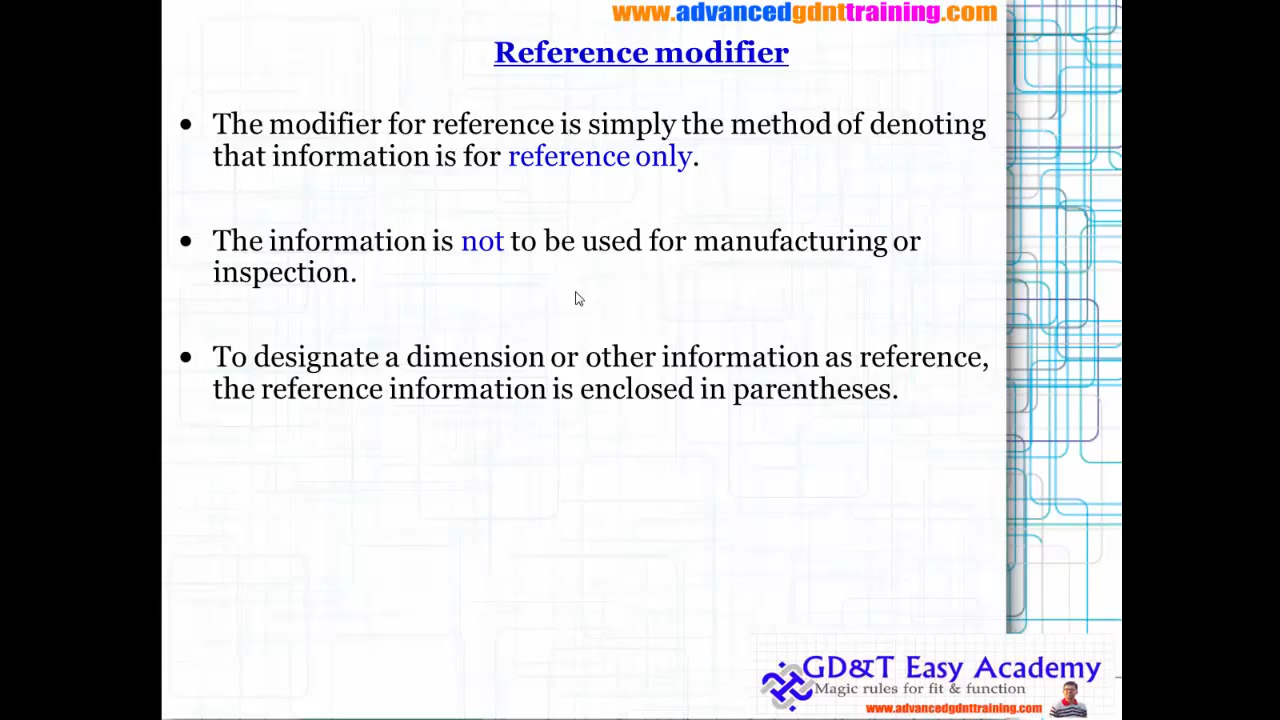 www.advancedgdnttraining.com
Reference modifier
• The modifier for reference is simply the method of denoting
that information is for reference only.
• The information is not to be used for manufacturing or
inspection.
• To designate a dimension or other information as reference,
the reference information is enclosed in parentheses.
GD&T Easy Academy
Magic rules for fit & function
www.advancedgdnttraining.com